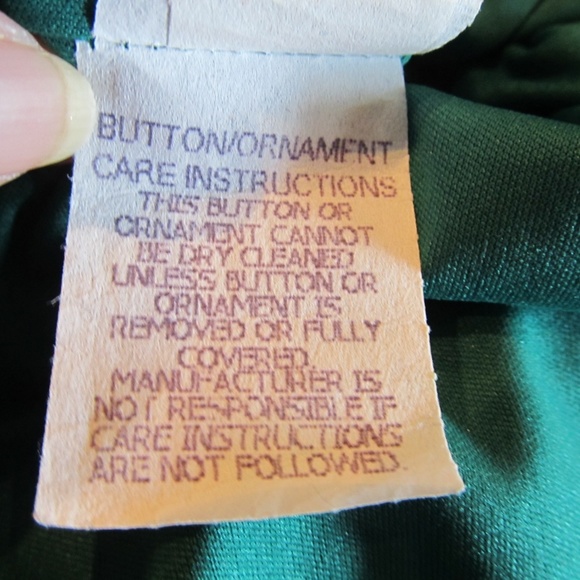 BUTTON/ORNAMENT
CARE INSTRUCTIONS
THIS BUTTON OR
ORNAMENT CANNOT
BE DRY CLEANED
UNLESS BUTTON OR
ORNAMENT IS
REMOVED OR FULLY
COVERED.
MANUFACTURER IS
NOT RESPONSIBLE IF
CARE INSTRUCTIONS
ARE NOT FOLLOWED.